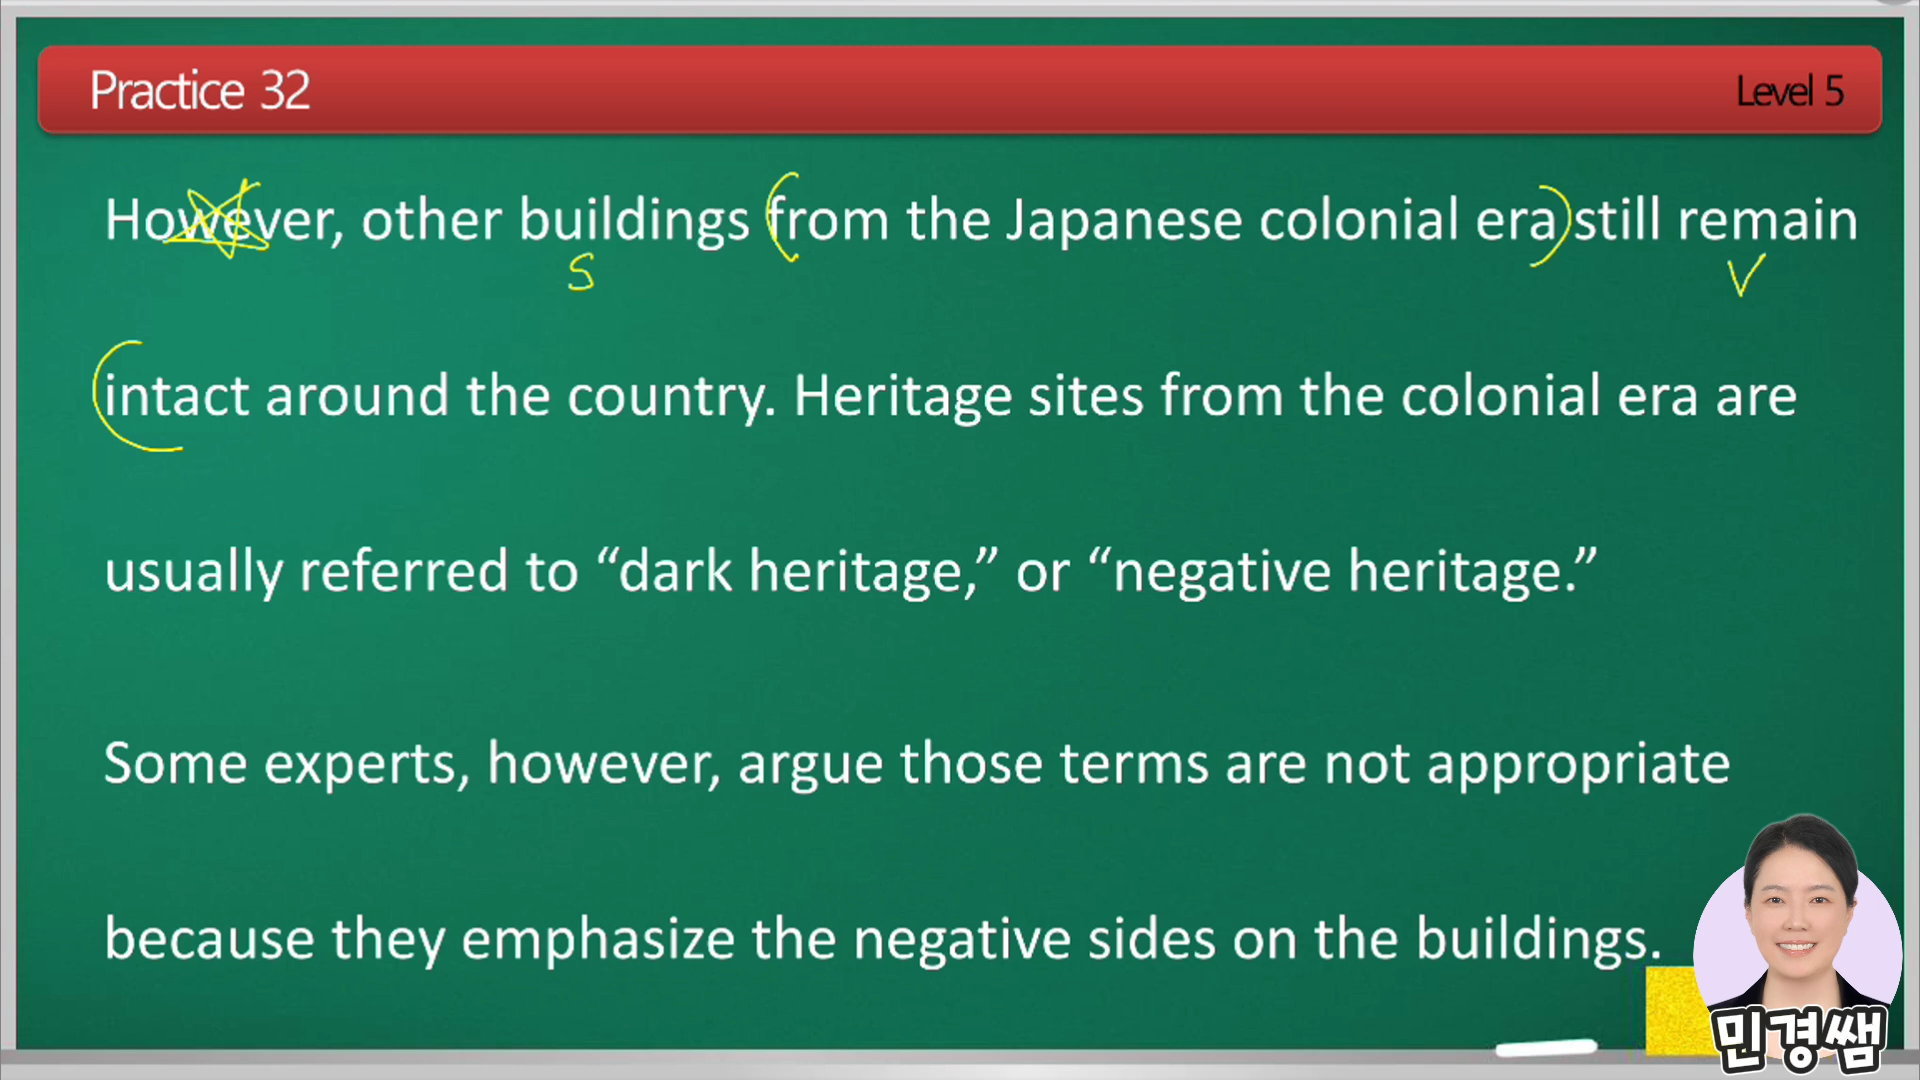 Practice 32
Level 5
However, other buildings from the Japanese colonial era still remain
S
V
intact around the country. Heritage sites from the colonial era are
usually referred to “dark heritage,” or “negative heritage.”
Some experts, however, argue those terms are not appropriate
because they emphasize the negative sides on the buildings.
민경쌤